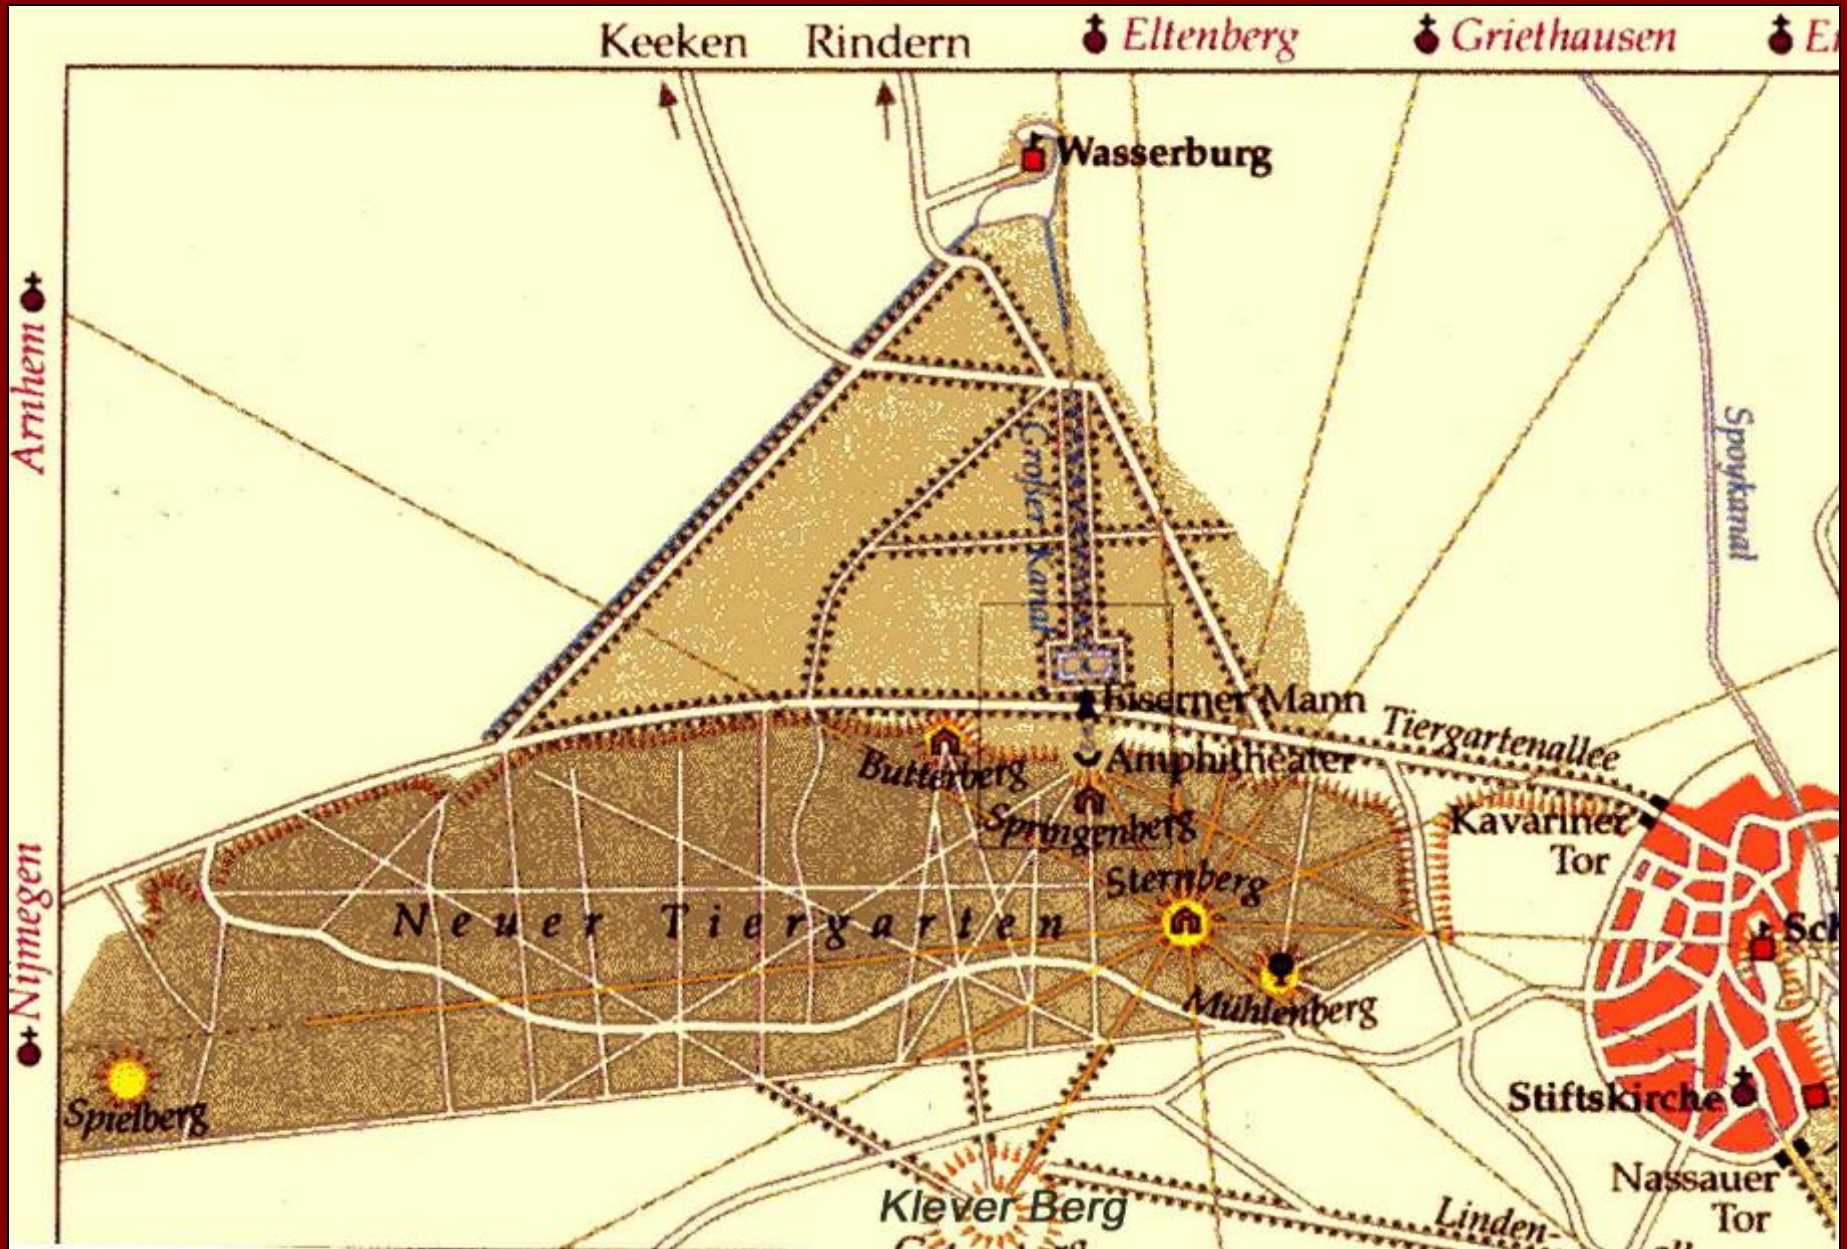 Keeken
Rindern
Eltenberg
Griethausen
Wasserburg
Arnhem
Großer Kanal
Spoykanal
Eiserner Mann
Tiergartenallee
Butterberg
Amphitheater
Springenberg
Kavariner
Tor
Sternberg
Neuer Tiergarten
Nijmegen
Mühlenberg
Spielberg
Stiftskirche
Nassauer
Tor
Klever Berg
Linden-